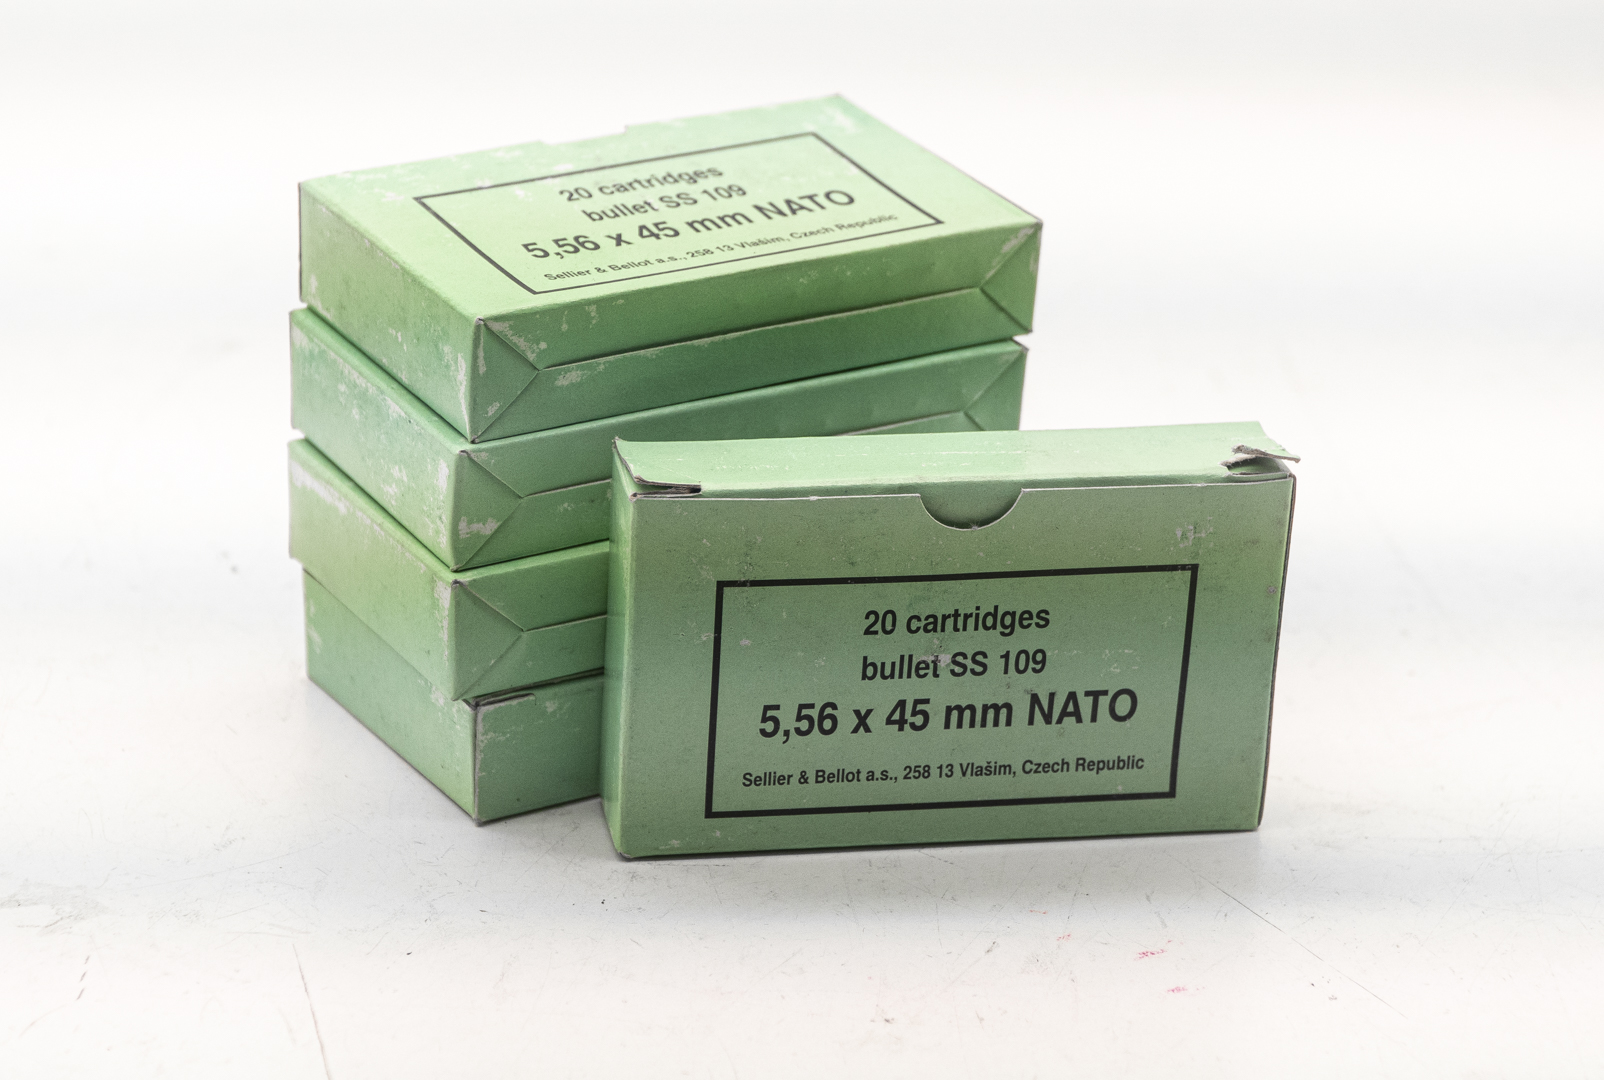 20 cartridges
bullet SS 109
5,56 x 45 mm NATO
Sellier & Bellot a.s., 258 13 Vlašim, Czech Republic
20 cartridges
bullet SS 109
5,56 x 45 mm NATO
Sellier & Bellot a.s., 258 13 Vlašim, Czech Republic